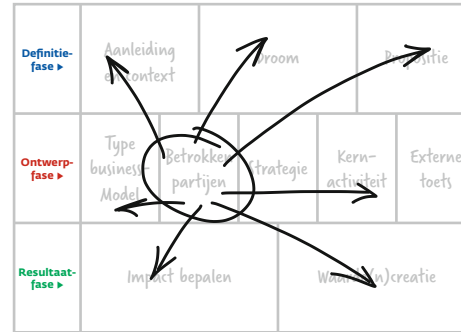 Definitie-
fase ▸
Aanleiding
en context
Droom
Propositie
Ontwerp-
fase ▸
Type
business-
Model
Betrokken
partijen
Strategie
Kern-
activiteit
Externe
toets
Resultaat-
fase ▸
Impact bepalen
Waarde(n)creatie